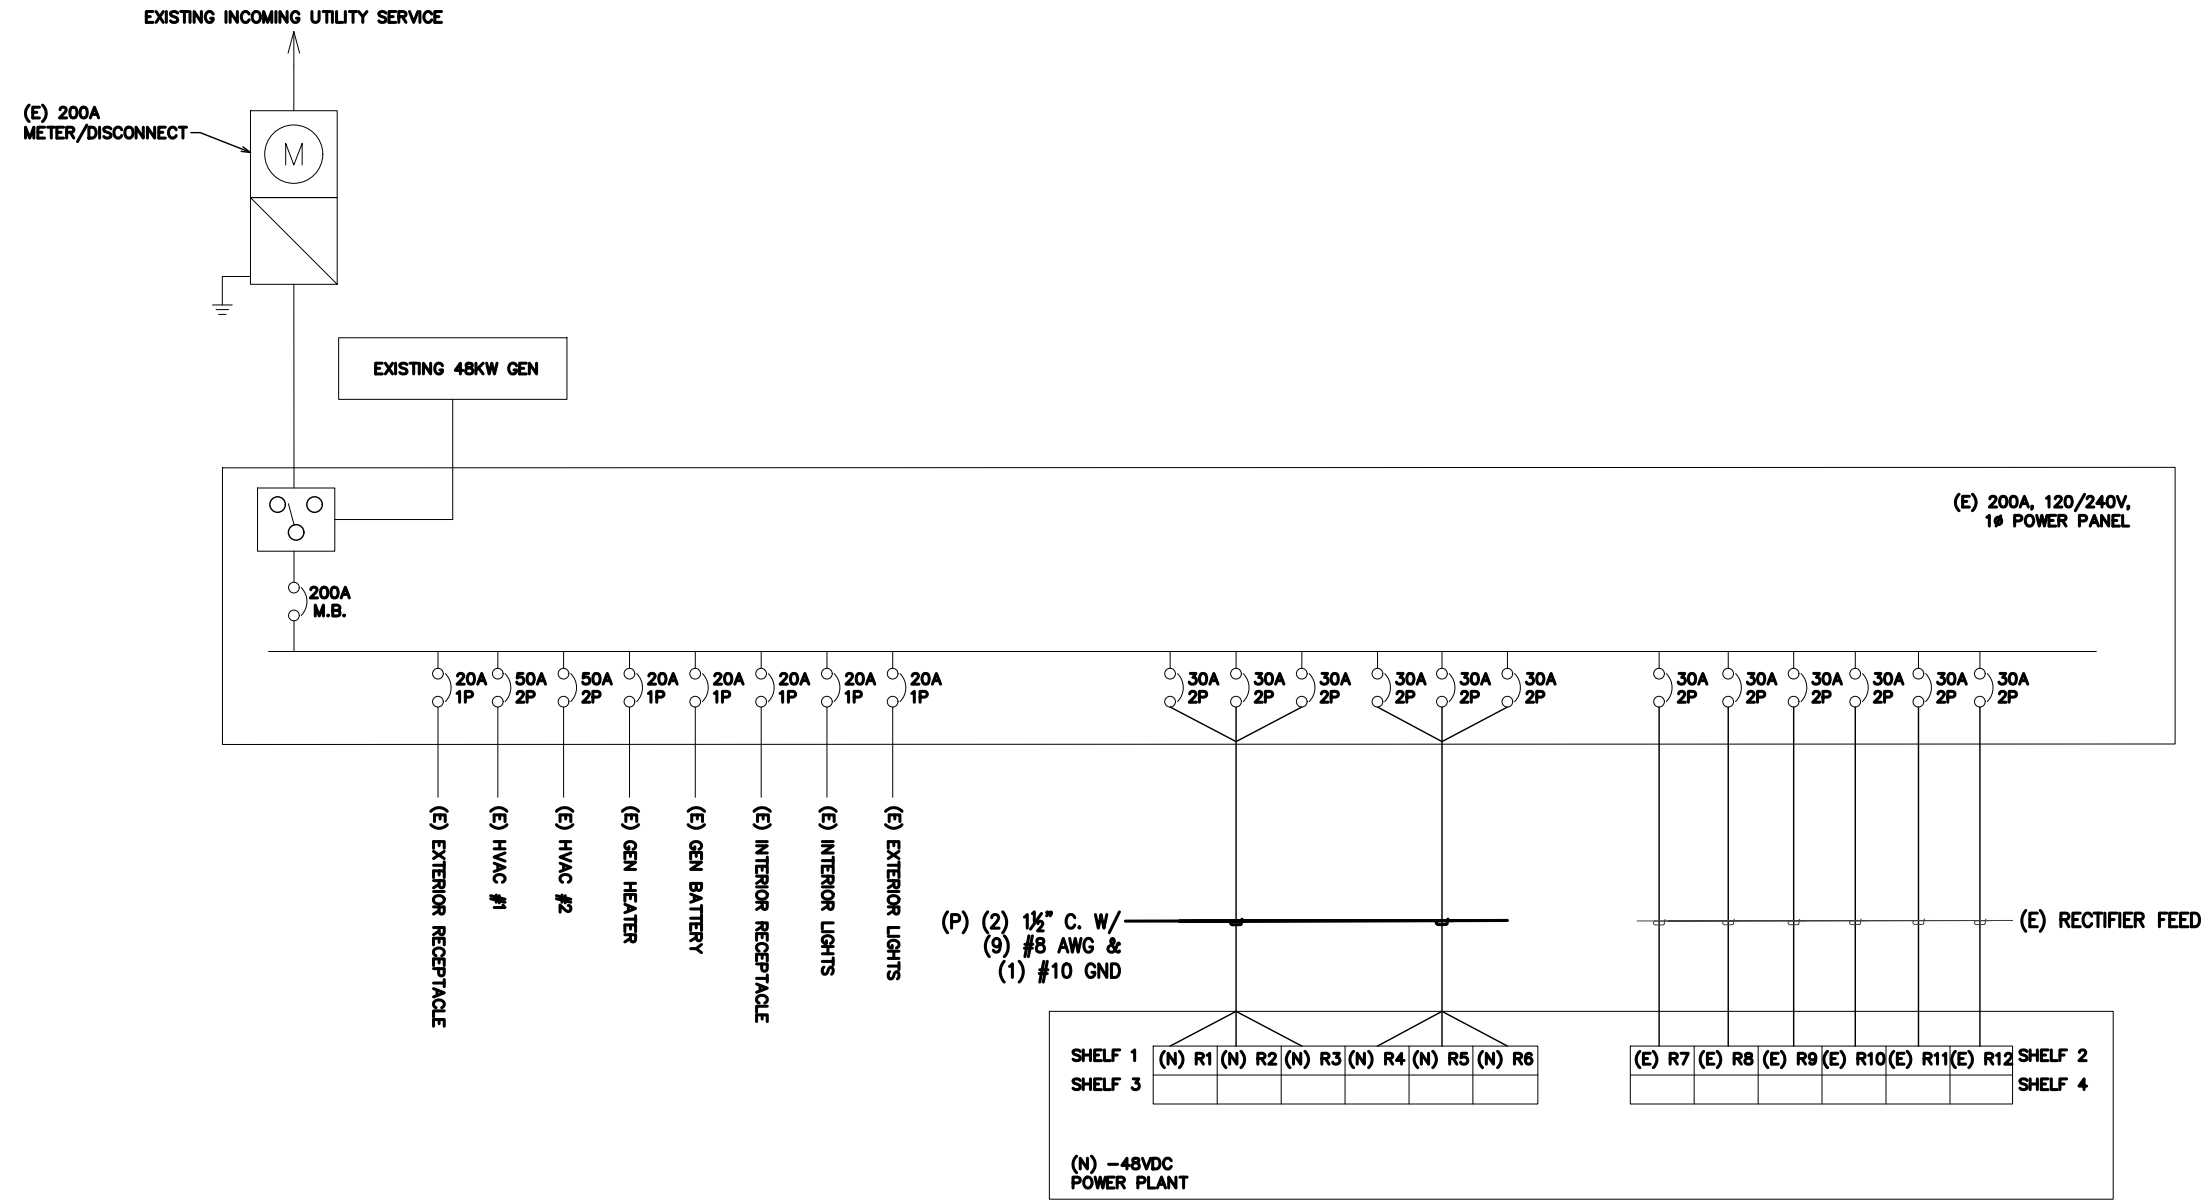 EXISTING INCOMING UTILITY SERVICE
(E) 200A
METER/DISCONNECT
M
EXISTING 48KW GEN
(E) 200A, 120/240V,
1ø POWER PANEL
200A
M.B.
20A
1P
50A
2P
50A
2P
20A
1P
20A
1P
20A
1P
20A
1P
20A
1P
30A
2P
30A
2P
30A
2P
30A
2P
30A
2P
30A
2P
30A
2P
30A
2P
30A
2P
30A
2P
30A
2P
30A
2P
(E) EXTERIOR RECEPTACLE
(E) HVAC #1
(E) HVAC #2
(E) GEN HEATER
(E) GEN BATTERY
(E) INTERIOR RECEPTACLE
(E) INTERIOR LIGHTS
(E) EXTERIOR LIGHTS
(P) (2) 1½" C. W/
(9) #8 AWG &
(1) #10 GND
(E) RECTIFIER FEED
SHELF 1 (N) R1 (N) R2 (N) R3 (N) R4 (N) R5 (N) R6 (E) R7 (E) R8 (E) R9 (E) R10 (E) R11 (E) R12 SHELF 2
SHELF 3 SHELF 4
(N) -48VDC
POWER PLANT